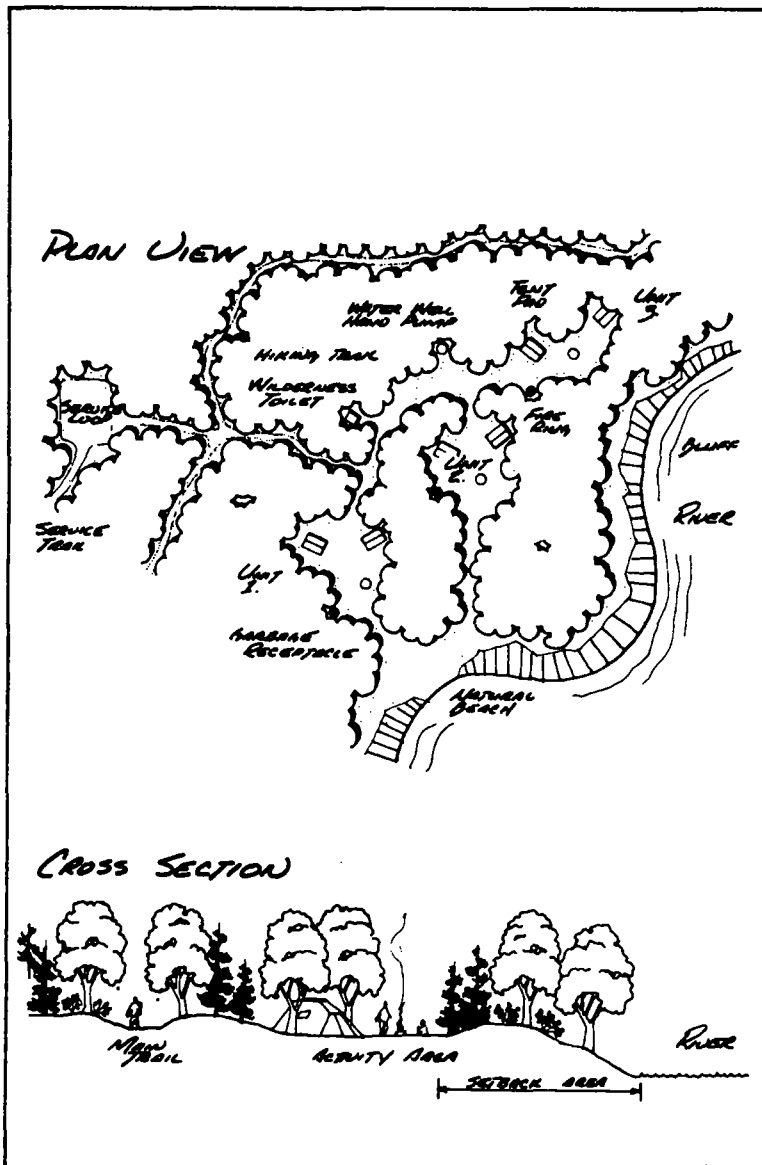 PLAN VIEW
WATER WELL
HAND PUMP
TENT
PAD
UNIT
3.
HIKING TRAIL
WILDERNESS
TOILET
SERVICE
LOOP
FIRE
RING
UNIT
2.
BLUFF
RIVER
SERVICE
TRAIL
UNIT
1.
GARBAGE
RECEPTACLE
NATURAL
BEACH
CROSS SECTION
MAIN
TRAIL
ACTIVITY AREA
RIVER
SETBACK AREA